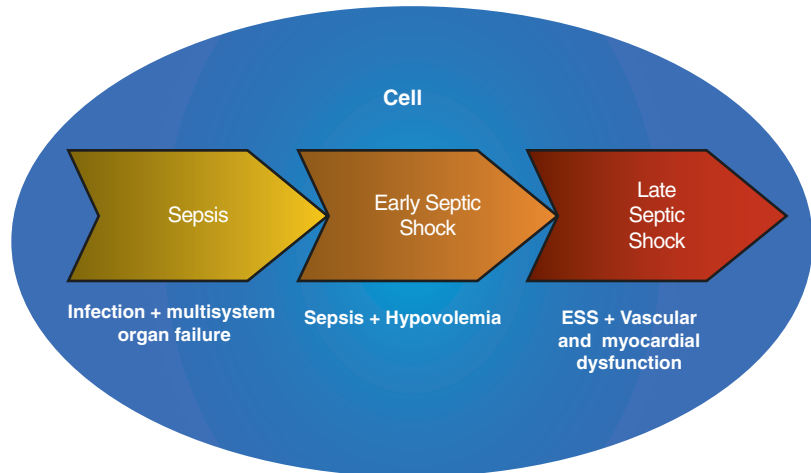 Cell
Sepsis
Early Septic
Shock
Late
Septic
Shock
Infection + multisystem
organ failure
Sepsis + Hypovolemia
ESS + Vascular
and myocardial
dysfunction